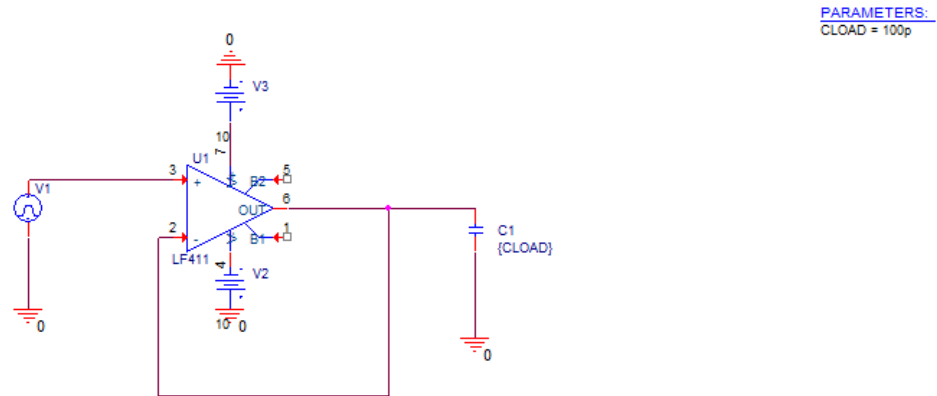 PARAMETERS:
CLOAD = 100p
0
V3
10
7
U1
3
5
V1
+
B2
6
OUT
2
1
-
B1
C1
{CLOAD}
LF411
4
V2
10
0
0
0